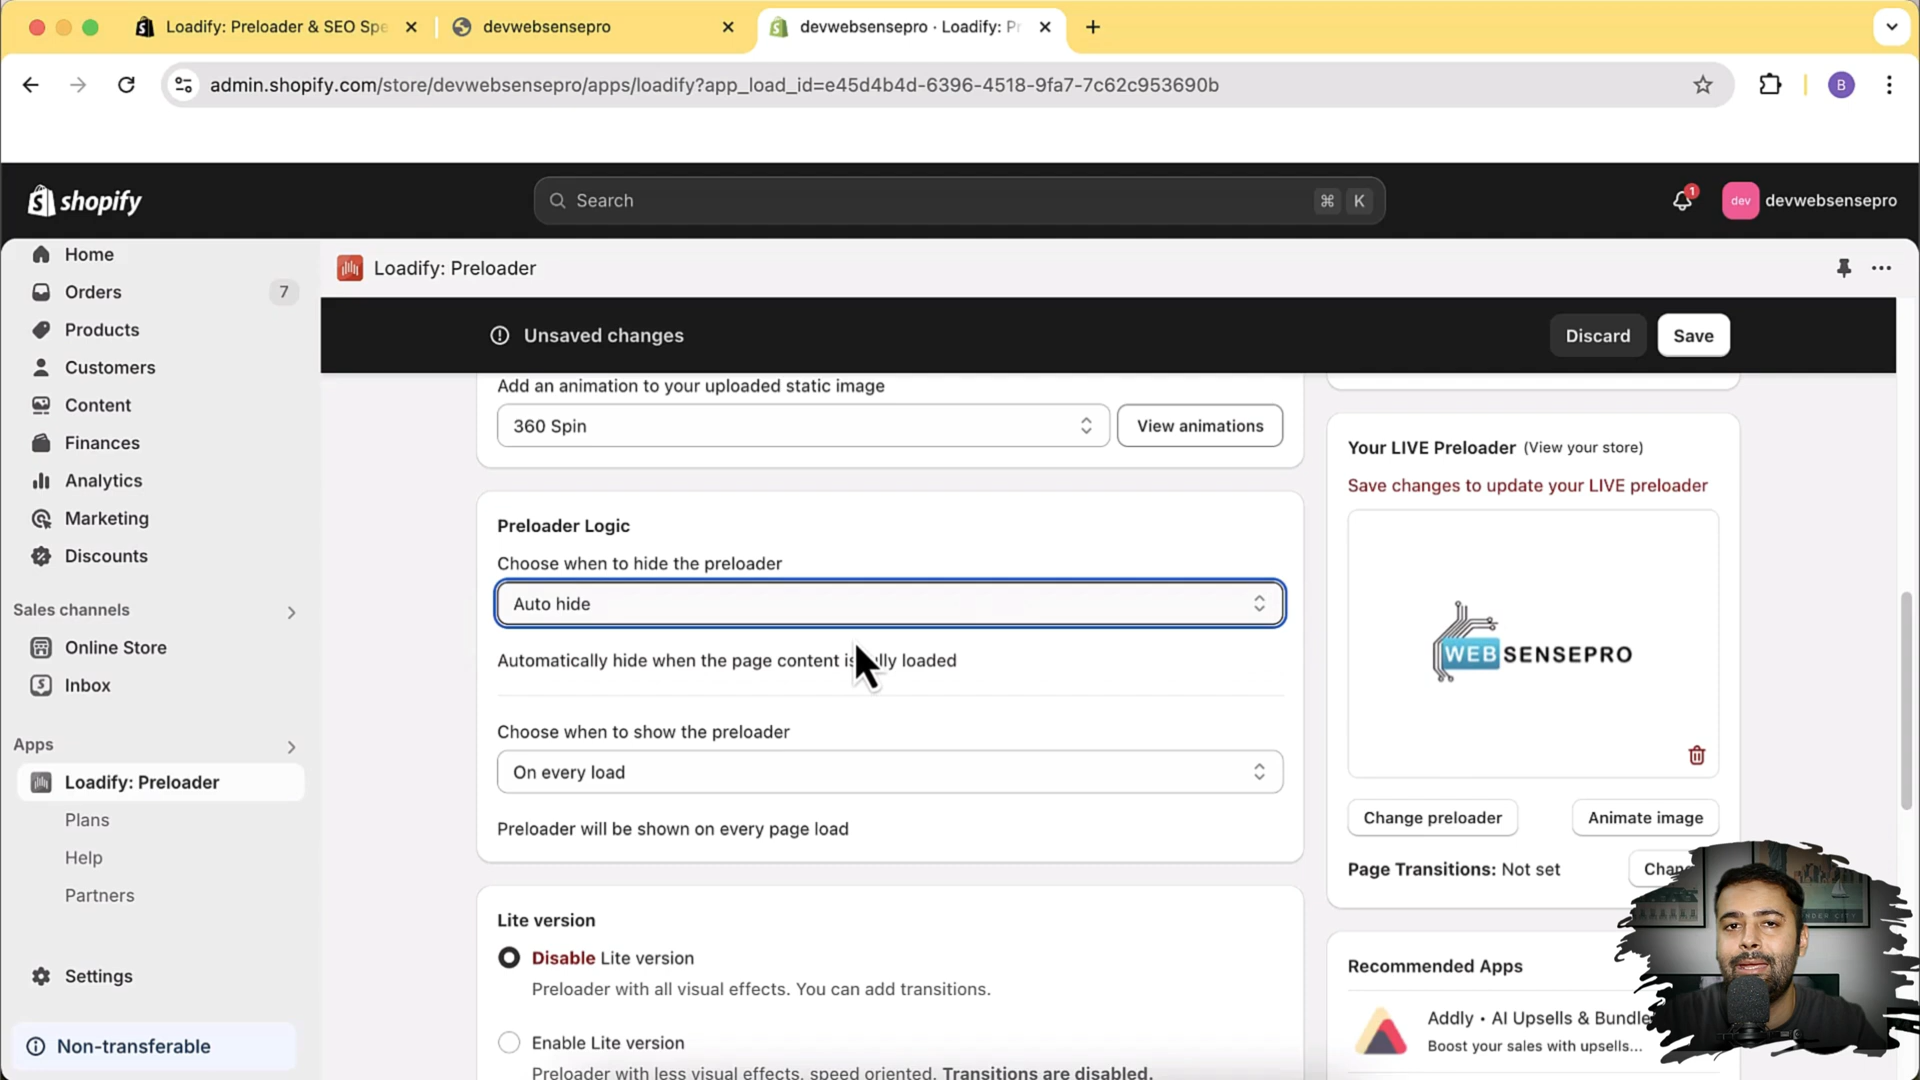 Loadify: Preloader & SEO Spe
devwebsensepro
devwebsensepro · Loadify: Pr
admin.shopify.com/store/devwebsensepro/apps/loadify?app_load_id=e45d4b4d-6396-4518-9fa7-7c62c953690b
B
shopify
Search
⌘ K
1
dev
devwebsensepro
Home
Orders 7
Products
Customers
Content
Finances
Analytics
Marketing
Discounts
Sales channels
Online Store
Inbox
Apps
Loadify: Preloader
Plans
Help
Partners
Settings
Non-transferable
Loadify: Preloader
Unsaved changes
Discard
Save
Add an animation to your uploaded static image
360 Spin
View animations
Preloader Logic
Choose when to hide the preloader
Auto hide
Automatically hide when the page content is fully loaded
Choose when to show the preloader
On every load
Preloader will be shown on every page load
Lite version
Disable Lite version
Preloader with all visual effects. You can add transitions.
Enable Lite version
Preloader with less visual effects, speed oriented. Transitions are disabled.
Your LIVE Preloader (View your store)
Save changes to update your LIVE preloader
WEBSENSEPRO
Change preloader
Animate image
Page Transitions: Not set
Recommended Apps
Addly • AI Upsells & Bundle
Boost your sales with upsells...